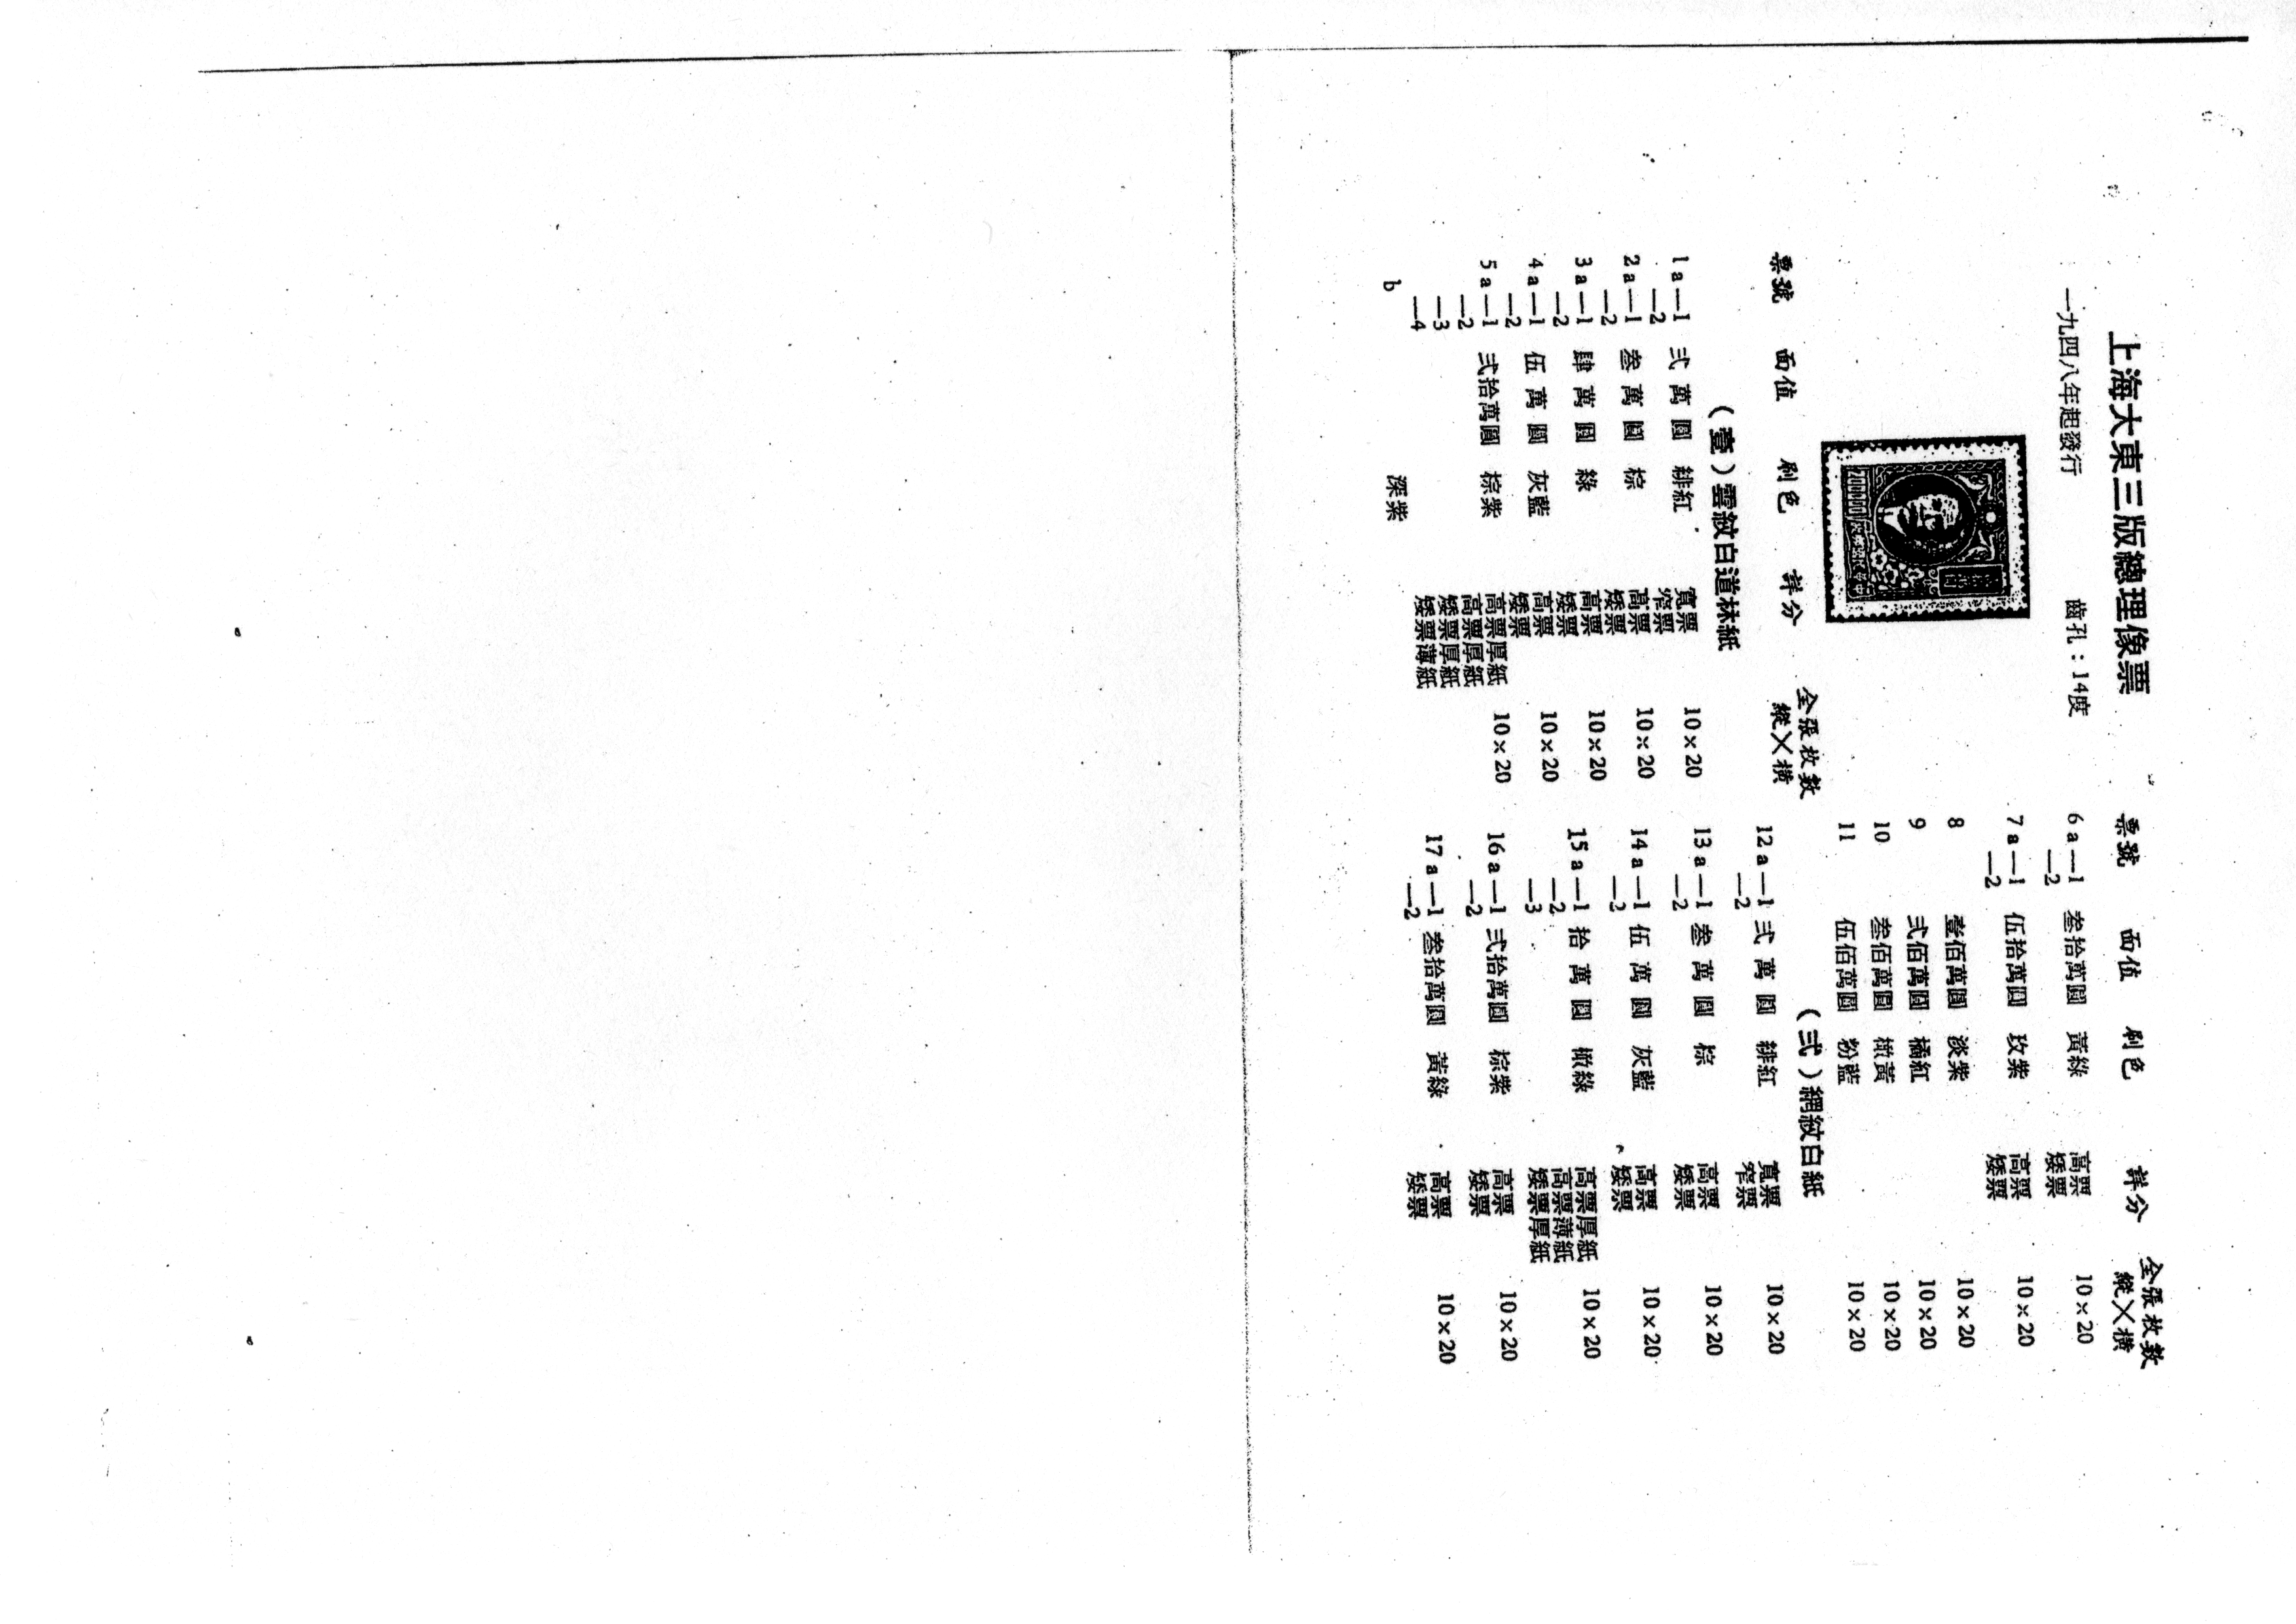 上海大東三版總理像票
一九四八年起發行　齒孔：14度
票號　面值　刷色　詳分　全張枚數
縱×橫
（壹）雲紋白道林紙
1a—1　弍萬圓　緋紅　寬票　10×20
—2　窄票
2a—1　叁萬圓　棕　高票　10×20
—2　矮票
3a—1　肆萬圓　綠　高票　10×20
—2　矮票
4a—1　伍萬圓　灰藍　高票　10×20
—2　矮票
5a—1　弍拾萬圓　棕紫　高票厚紙　10×20
—2　高票厚紙
—3　矮票厚紙
—4　矮票薄紙
b　深紫
票號　面值　刷色　詳分　全張枚數
縱×橫
6a—1　叁拾萬圓　黃綠　高票　10×20
—2　矮票
7a—1　伍拾萬圓　玫紫　高票　10×20
—2　矮票
8　壹佰萬圓　淡紫　10×20
9　弍佰萬圓　橘紅　10×20
10　叁佰萬圓　橄黃　10×20
11　伍佰萬圓　粉藍　10×20
（弍）網紋白紙
12a—1　弍萬圓　緋紅　寬票　10×20
—2　窄票
13a—1　叁萬圓　棕　高票　10×20
—2　矮票
14a—1　伍萬圓　灰藍　高票　10×20
—2　矮票
15a—1　拾萬圓　橄綠　高票厚紙　10×20
—2　高票薄紙
—3　矮票厚紙
16a—1　弍拾萬圓　棕紫　高票　10×20
—2　矮票
17a—1　叁拾萬圓　黃綠　高票　10×20
—2　矮票